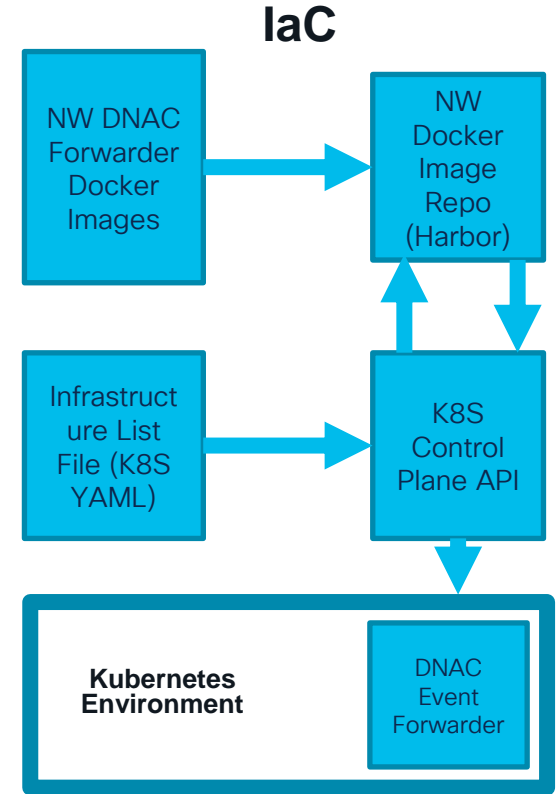 IaC
NW DNAC
Forwarder
Docker
Images
NW
Docker
Image
Repo
(Harbor)
Infrastruct
ure List
File (K8S
YAML)
K8S
Control
Plane API
Kubernetes
Environment
DNAC
Event
Forwarder